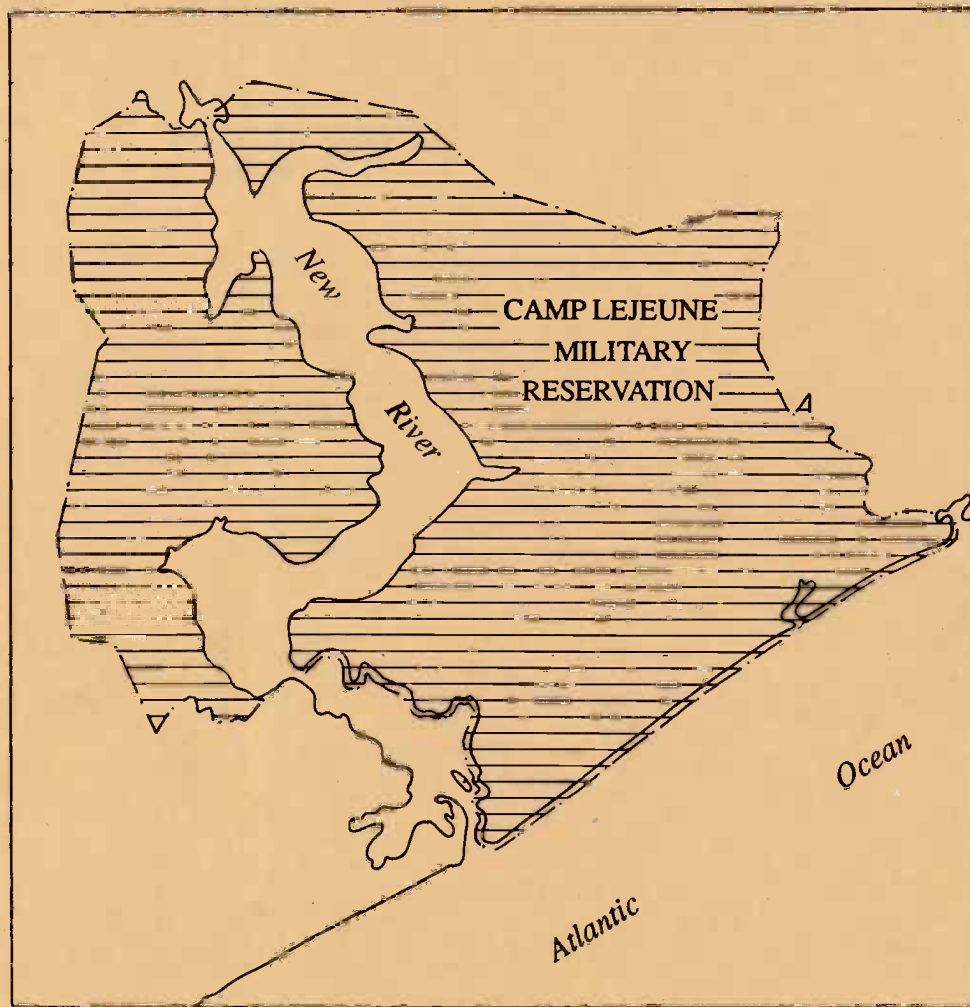 New
River
CAMP LEJEUNE
MILITARY
RESERVATION
Ocean
Atlantic